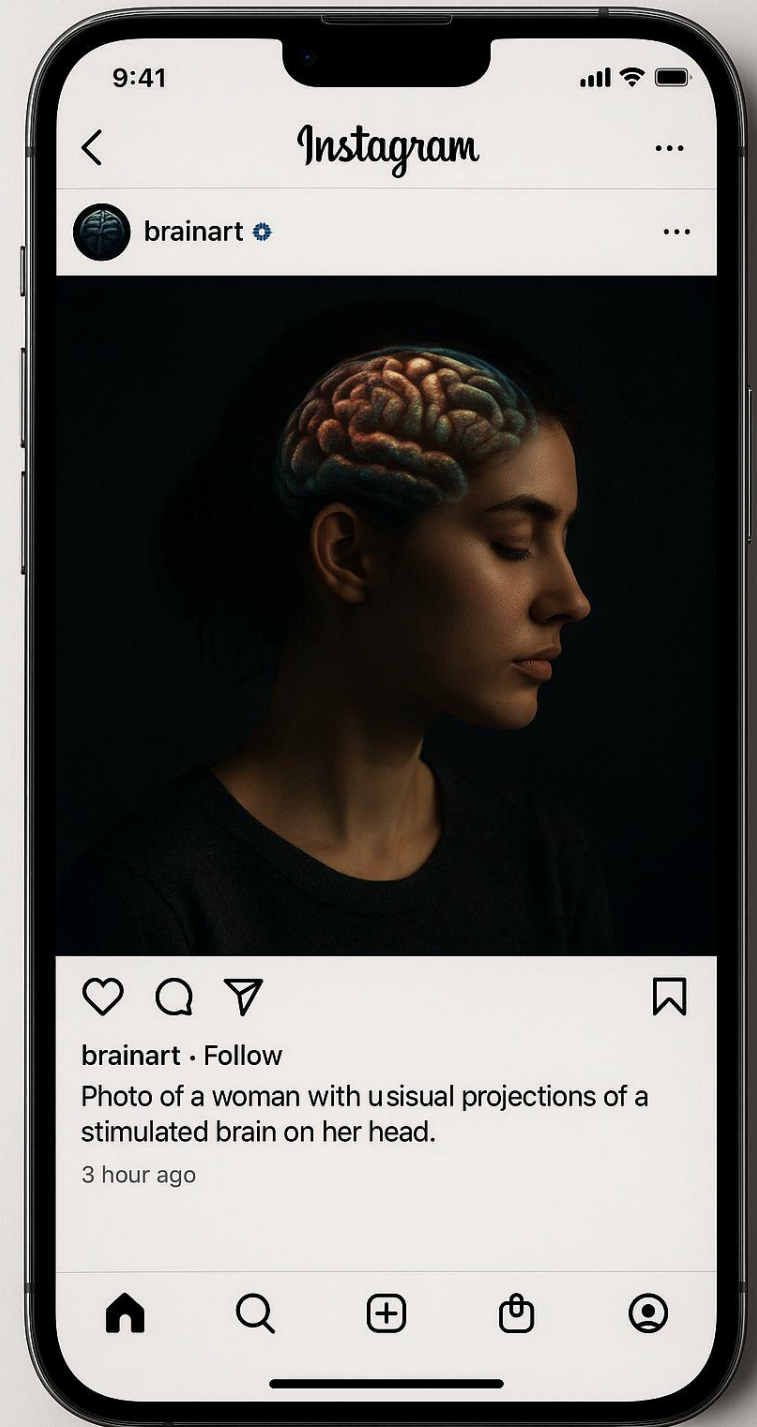 9:41
Instagram
brainart
brainart · Follow
Photo of a woman with usisual projections of a
stimulated brain on her head.
3 hour ago